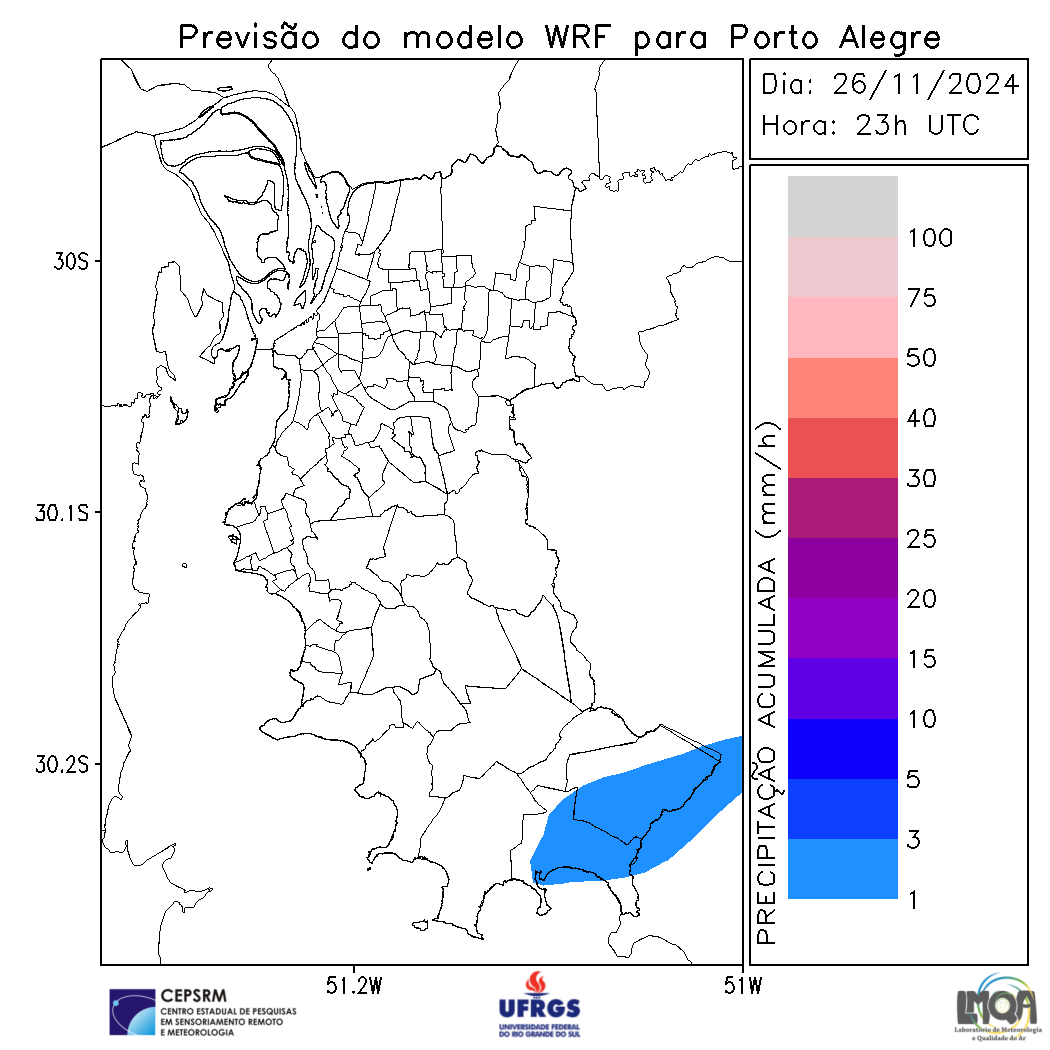 Previsão do modelo WRF para Porto Alegre
Dia: 26/11/2024
Hora: 23h UTC
30S
30.1S
30.2S
51.2W
51W
PRECIPITAÇÃO ACUMULADA (mm/h)
100
75
50
40
30
25
20
15
10
5
3
1
CEPSRM
CENTRO ESTADUAL DE PESQUISAS
EM SENSORIAMENTO REMOTO
E METEOROLOGIA
UFRGS
UNIVERSIDADE FEDERAL
DO RIO GRANDE DO SUL
LMQA
Laboratório de Meteorologia
e Qualidade do Ar